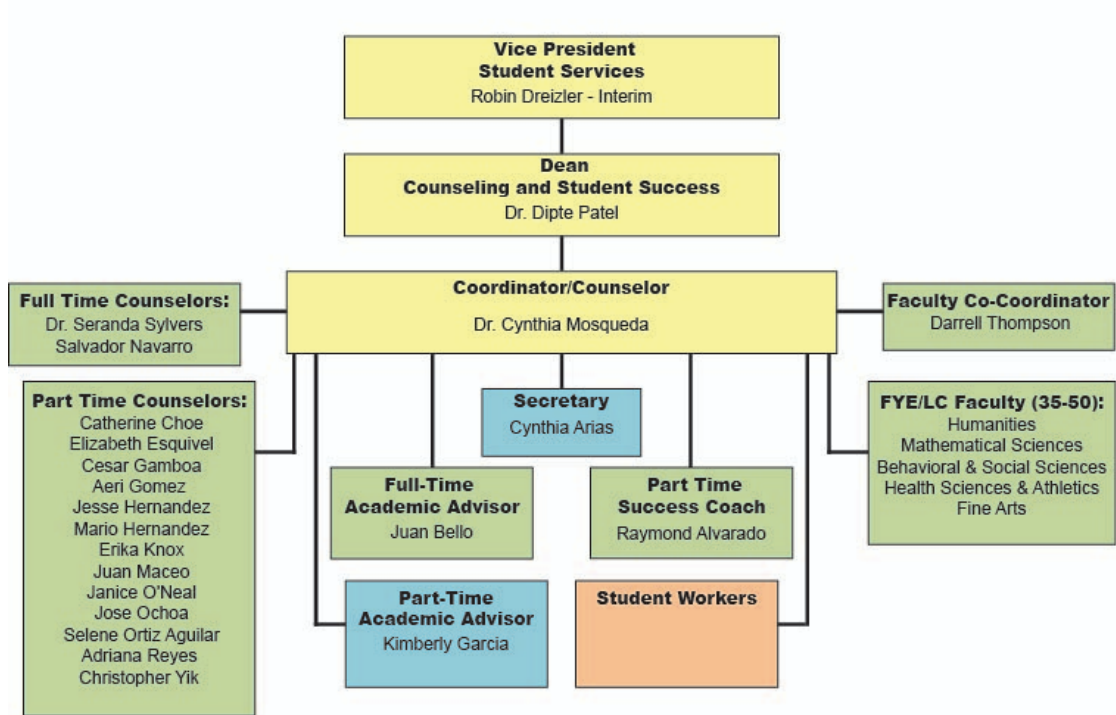 Vice President
Student Services
Robin Dreizler - Interim
Dean
Counseling and Student Success
Dr. Dipte Patel
Coordinator/Counselor
Dr. Cynthia Mosqueda
Full Time Counselors:
Dr. Seranda Sylvers
Salvador Navarro
Faculty Co-Coordinator
Darrell Thompson
Part Time Counselors:
Catherine Choe
Elizabeth Esquivel
Cesar Gamboa
Aeri Gomez
Jesse Hernandez
Mario Hernandez
Erika Knox
Juan Maceo
Janice O'Neal
Jose Ochoa
Selene Ortiz Aguilar
Adriana Reyes
Christopher Yik
Secretary
Cynthia Arias
FYE/LC Faculty (35-50):
Humanities
Mathematical Sciences
Behavioral & Social Sciences
Health Sciences & Athletics
Fine Arts
Full-Time
Academic Advisor
Juan Bello
Part Time
Success Coach
Raymond Alvarado
Part-Time
Academic Advisor
Kimberly Garcia
Student Workers